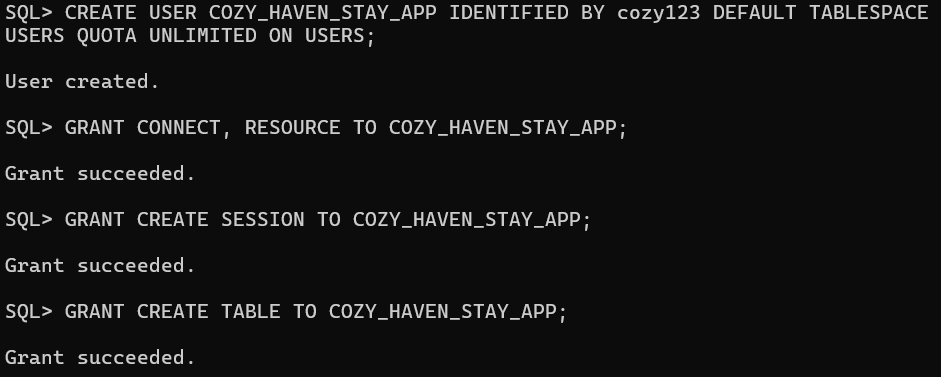 SQL> CREATE USER COZY_HAVEN_STAY_APP IDENTIFIED BY cozy123 DEFAULT TABLESPACE
USERS QUOTA UNLIMITED ON USERS;
User created.
SQL> GRANT CONNECT, RESOURCE TO COZY_HAVEN_STAY_APP;
Grant succeeded.
SQL> GRANT CREATE SESSION TO COZY_HAVEN_STAY_APP;
Grant succeeded.
SQL> GRANT CREATE TABLE TO COZY_HAVEN_STAY_APP;
Grant succeeded.